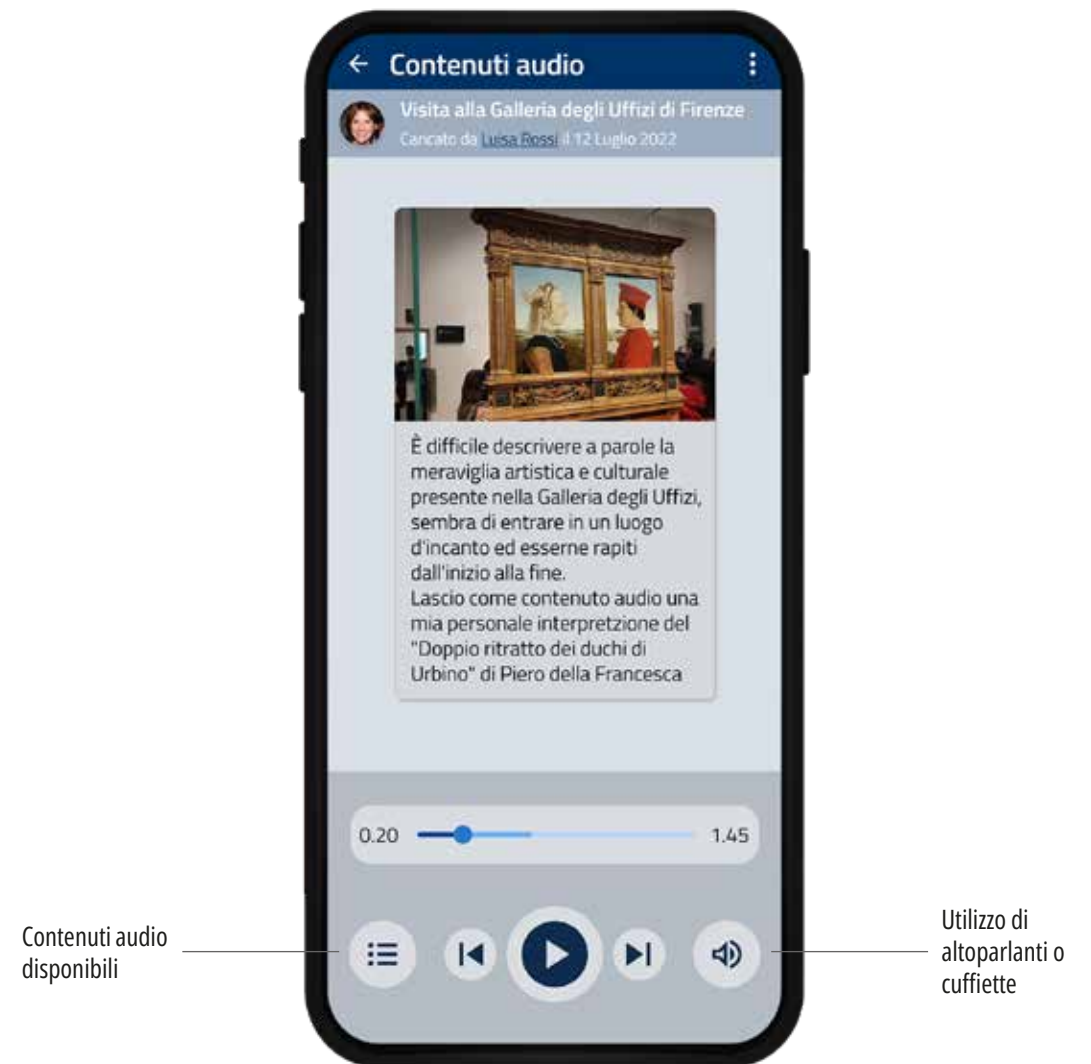 Contenuti audio
Visita alla Galleria degli Uffizi di Firenze
Caricato da Luisa Rossi il 12 Luglio 2022
È difficile descrivere a parole la
meraviglia artistica e culturale
presente nella Galleria degli Uffizi,
sembra di entrare in un luogo
d'incanto ed esserne rapiti
dall'inizio alla fine.
Lascio come contenuto audio una
mia personale interpretzione del
"Doppio ritratto dei duchi di
Urbino" di Piero della Francesca
0.20
1.45
Contenuti audio
disponibili
Utilizzo di
altoparlanti o
cuffiette